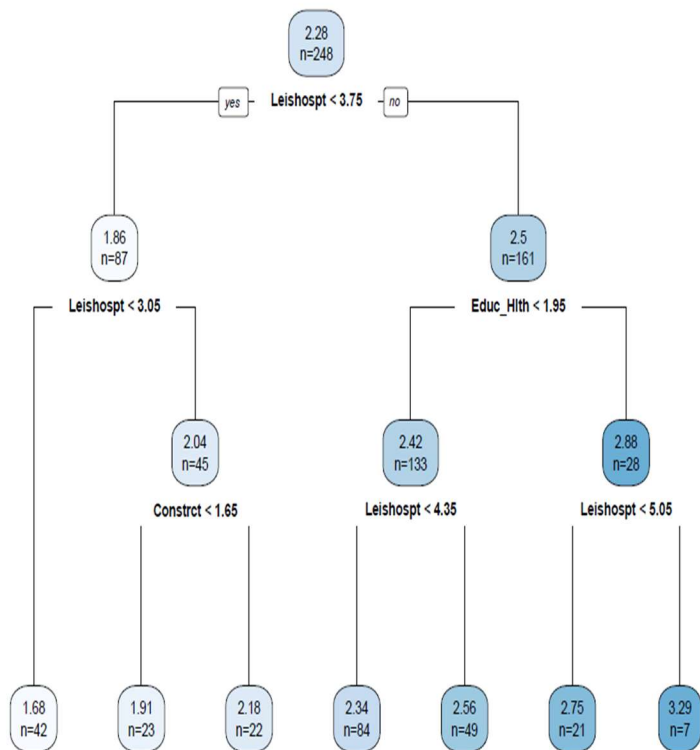 2.28
n=248
yes
Leishospt < 3.75
no
1.86
n=87
2.5
n=161
Leishospt < 3.05
Educ_Hlth < 1.95
2.04
n=45
2.42
n=133
2.88
n=28
Constrct < 1.65
Leishospt < 4.35
Leishospt < 5.05
1.68
n=42
1.91
n=23
2.18
n=22
2.34
n=84
2.56
n=49
2.75
n=21
3.29
n=7